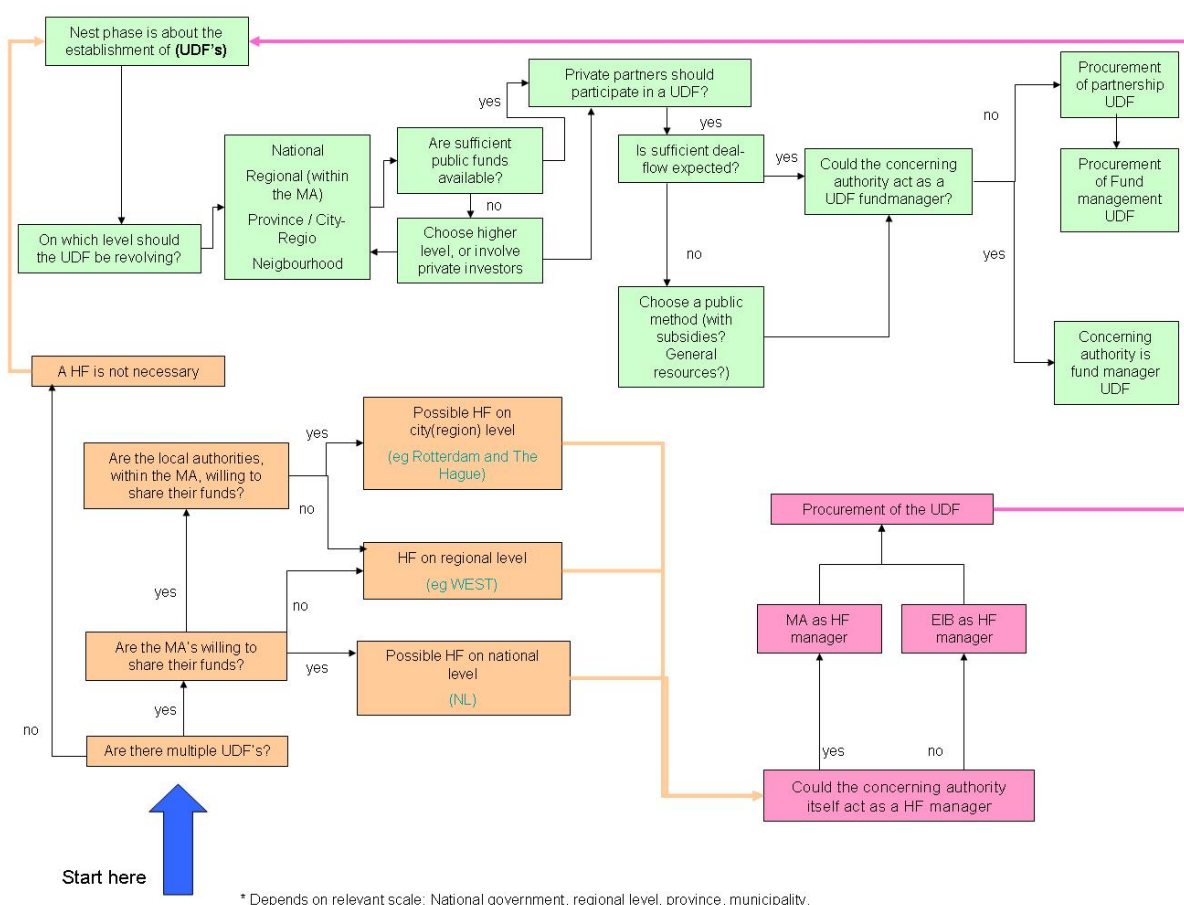 Nest phase is about the
establishment of (UDF's)
Private partners should
participate in a UDF?
Procurement
of partnership
UDF
yes
no
yes
National
Regional (within
the MA)
Province / City-
Regio
Neighbourhood
Are sufficient
public funds
available?
Is sufficient deal-
flow expected?
yes
Could the concerning
authority act as a
UDF fundmanager?
Procurement
of Fund
management
UDF
no
On which level should
the UDF be revolving?
Choose higher
level, or involve
private investors
no
yes
Choose a public
method (with
subsidies?
General
resources?)
Concerning
authority is
fund manager
UDF
A HF is not necessary
Possible HF on
city(region) level
(eg Rotterdam and The
Hague)
yes
Are the local authorities,
within the MA, willing to
share their funds?
no
Procurement of the UDF
HF on regional level
(eg WEST)
yes
no
MA as HF
manager
EIB as HF
manager
Are the MA's willing to
share their funds?
yes
Possible HF on national
level
(NL)
no
yes
Are there multiple UDF's?
yes
no
Could the concerning authority
itself act as a HF manager
Start here
* Depends on relevant scale: National government, regional level, province, municipality.